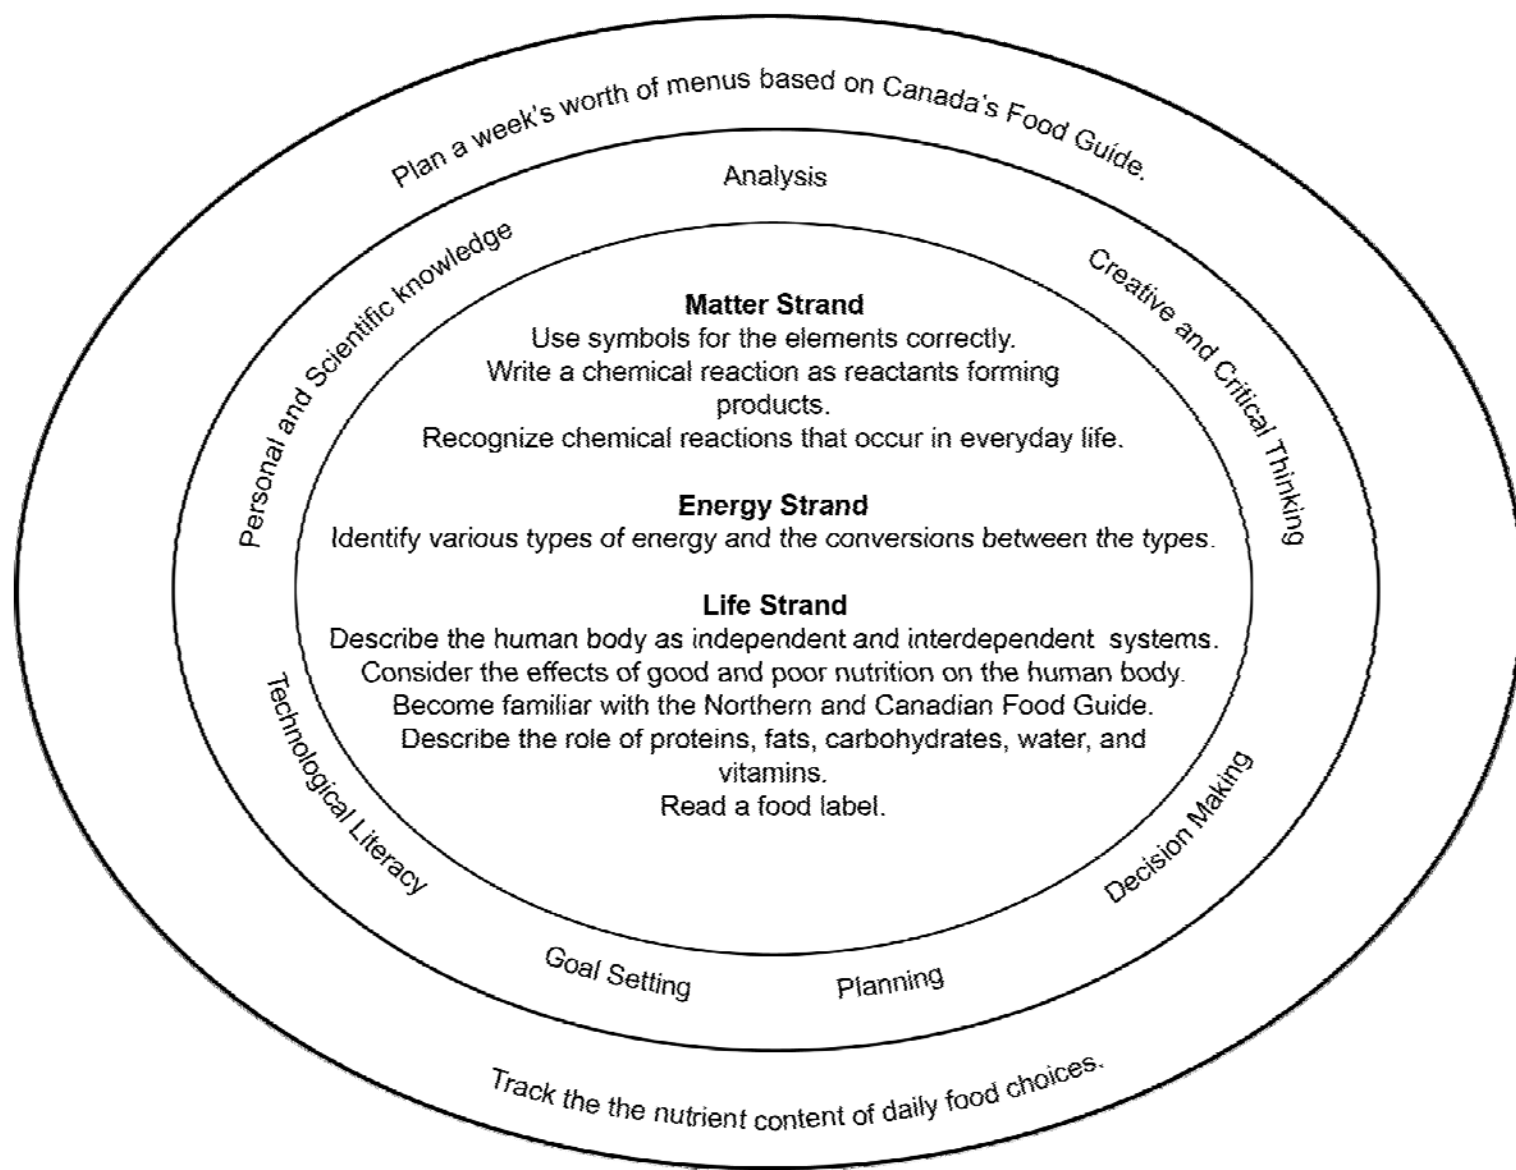 Plan a week's worth of menus based on Canada's Food Guide.
Analysis
Personal and Scientific knowledge
Creative and Critical Thinking
Matter Strand
Use symbols for the elements correctly.
Write a chemical reaction as reactants forming
products.
Recognize chemical reactions that occur in everyday life.
Energy Strand
Identify various types of energy and the conversions between the types.
Life Strand
Describe the human body as independent and interdependent systems.
Consider the effects of good and poor nutrition on the human body.
Become familiar with the Northern and Canadian Food Guide.
Describe the role of proteins, fats, carbohydrates, water, and
vitamins.
Read a food label.
Technological Literacy
Decision Making
Goal Setting
Planning
Track the the nutrient content of daily food choices.